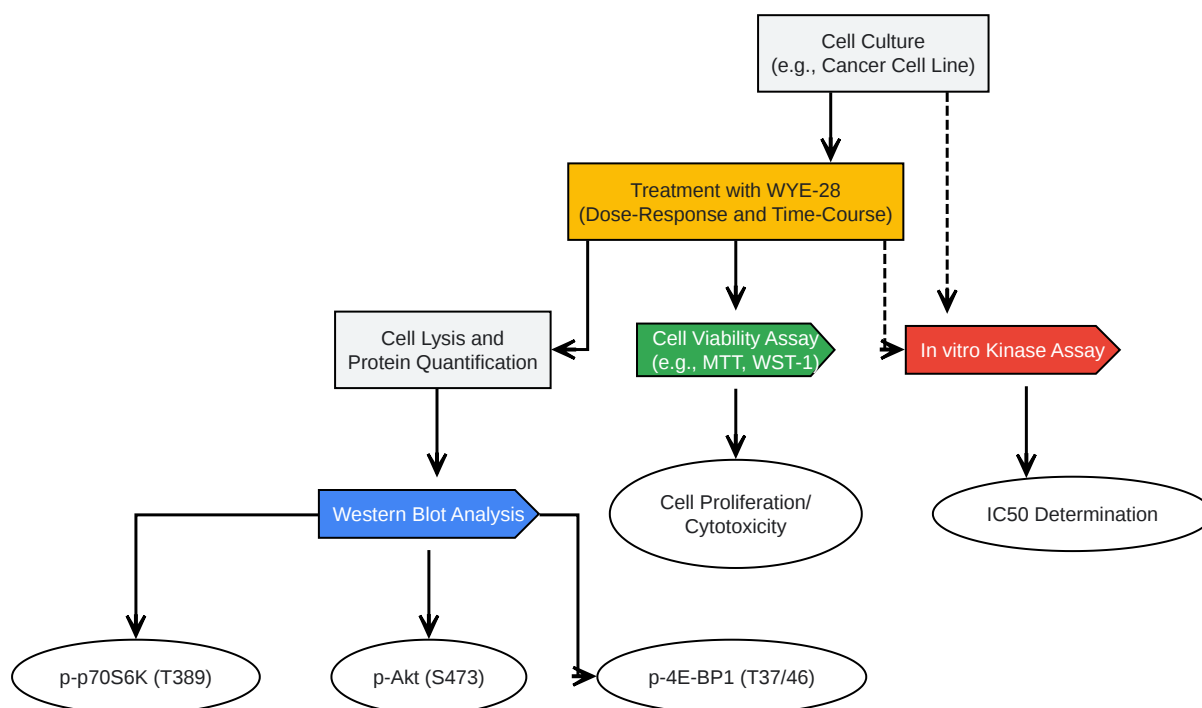 Cell Culture
(e.g., Cancer Cell Line)
Treatment with WYE-28
(Dose-Response and Time-Course)
Cell Lysis and
Protein Quantification
Cell Viability Assay
(e.g., MTT, WST-1)
In vitro Kinase Assay
Western Blot Analysis
Cell Proliferation/
Cytotoxicity
IC50 Determination
p-p70S6K (T389)
p-Akt (S473)
p-4E-BP1 (T37/46)